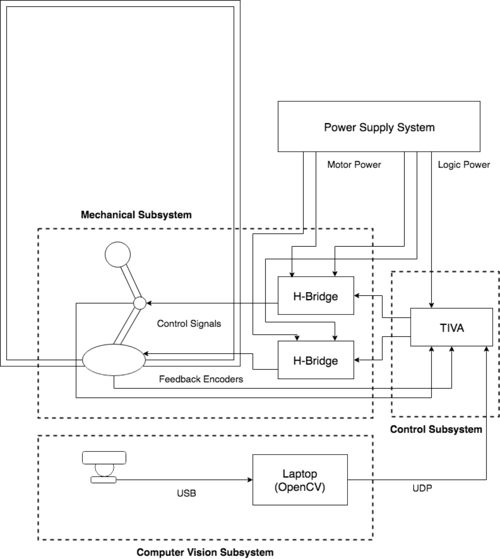 Power Supply System
Motor Power
Logic Power
Mechanical Subsystem
H-Bridge
TIVA
Control Signals
H-Bridge
Feedback Encoders
Control Subsystem
Laptop
(OpenCV)
USB
UDP
Computer Vision Subsystem